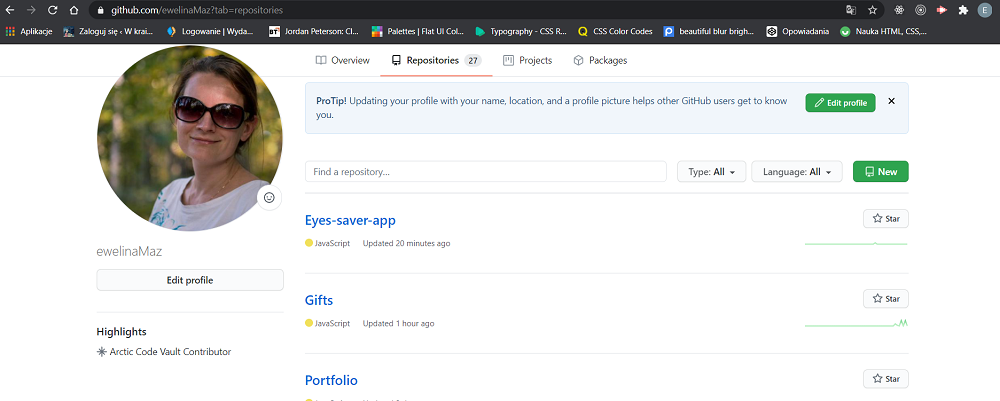 github.com/ewelinaMaz?tab=repositories
E
Aplikacje
Zaloguj się ‹ W krai...
Logowanie | Wyda...
BT!
Jordan Peterson: Cl...
Palettes | Flat UI Col...
Typography - CSS R...
CSS Color Codes
beautiful blur brigh...
Opowiadania
Nauka HTML, CSS,...
Overview
Repositories 27
Projects
Packages
ProTip! Updating your profile with your name, location, and a profile picture helps other GitHub users get to know
you.
Edit profile
Find a repository...
Type: All
Language: All
New
ewelinaMaz
Edit profile
Highlights
Arctic Code Vault Contributor
Eyes-saver-app
Star
JavaScript Updated 20 minutes ago
Gifts
Star
JavaScript Updated 1 hour ago
Portfolio
Star